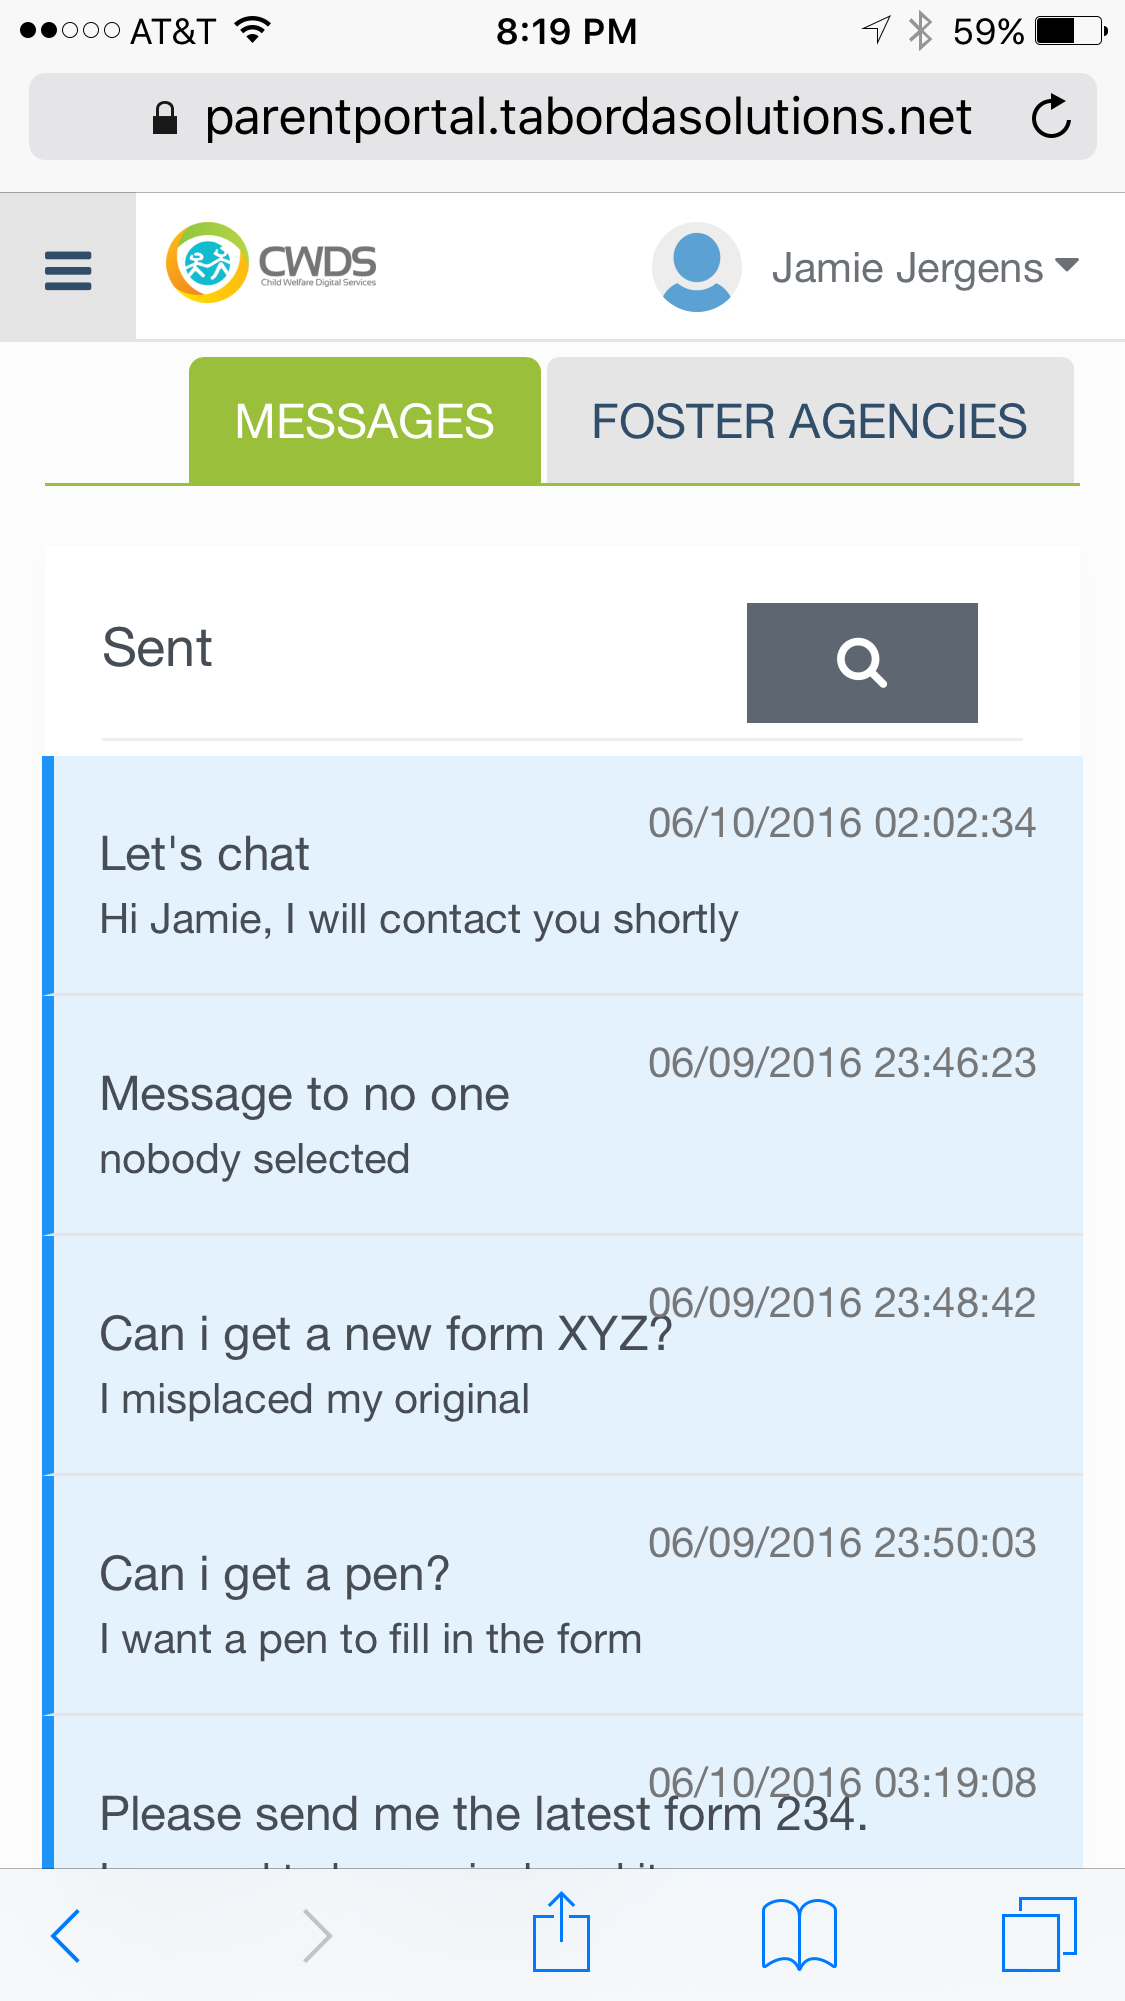 AT&T 8:19 PM 59%
parentportal.tabordasolutions.net
CWDS
Child Welfare Digital Services
Jamie Jergens
MESSAGES FOSTER AGENCIES
Sent
06/10/2016 02:02:34
Let's chat
Hi Jamie, I will contact you shortly
06/09/2016 23:46:23
Message to no one
nobody selected
06/09/2016 23:48:42
Can i get a new form XYZ?
I misplaced my original
06/09/2016 23:50:03
Can i get a pen?
I want a pen to fill in the form
06/10/2016 03:19:08
Please send me the latest form 234.